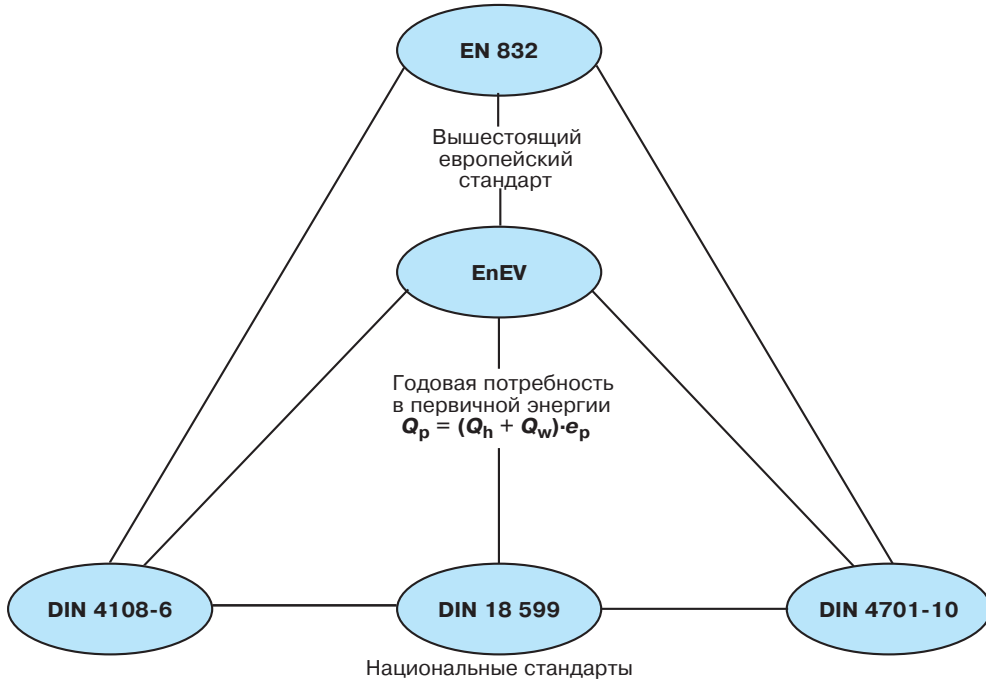 EN 832
Вышестоящий
европейский
стандарт
EnEV
Годовая потребность
в первичной энергии
Qp = (Qh + Qw)·ep
DIN 4108-6
DIN 18 599
DIN 4701-10
Национальные стандарты